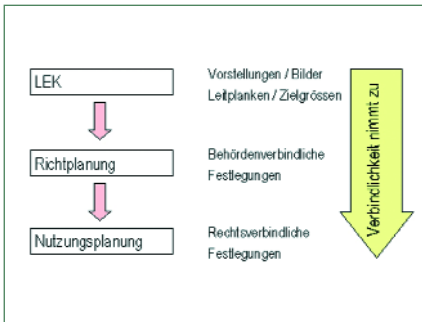 LEK
Vorstellungen / Bilder
Leitplanken / Zielgrössen
Richtplanung
Behördenverbindliche
Festlegungen
Nutzungsplanung
Rechtsverbindliche
Festlegungen
Verbindlichkeit nimmt zu